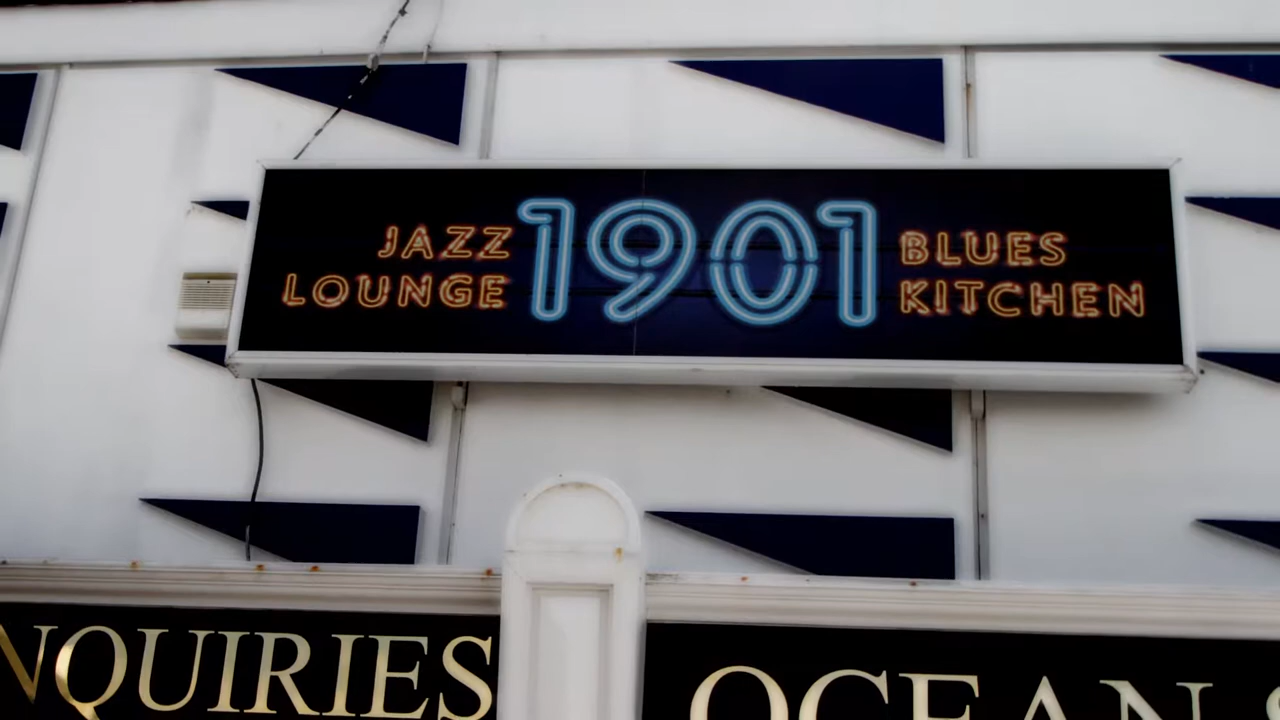 JAZZ LOUNGE
1901
BLUES KITCHEN
NQUIRIES
OCEAN